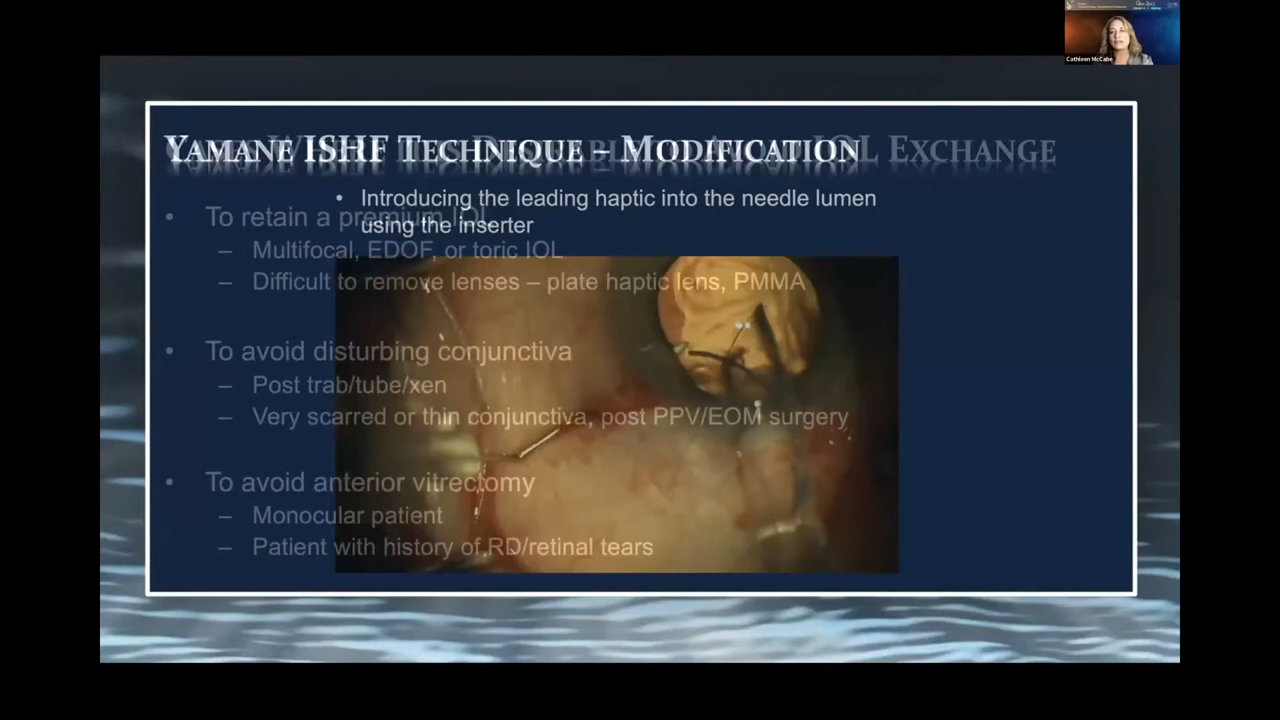 Cathleen McCabe
YAMANE ISHF TECHNIQUE – MODIFICATION
IOL EXCHANGE
• Introducing the leading haptic into the needle lumen
using the inserter
• To retain a premium IOL
– Multifocal, EDOF, or toric IOL
– Difficult to remove lenses – plate haptic lens, PMMA
• To avoid disturbing conjunctiva
– Post trab/tube/xen
– Very scarred or thin conjunctiva, post PPV/EOM surgery
• To avoid anterior vitrectomy
– Monocular patient
– Patient with history of RD/retinal tears